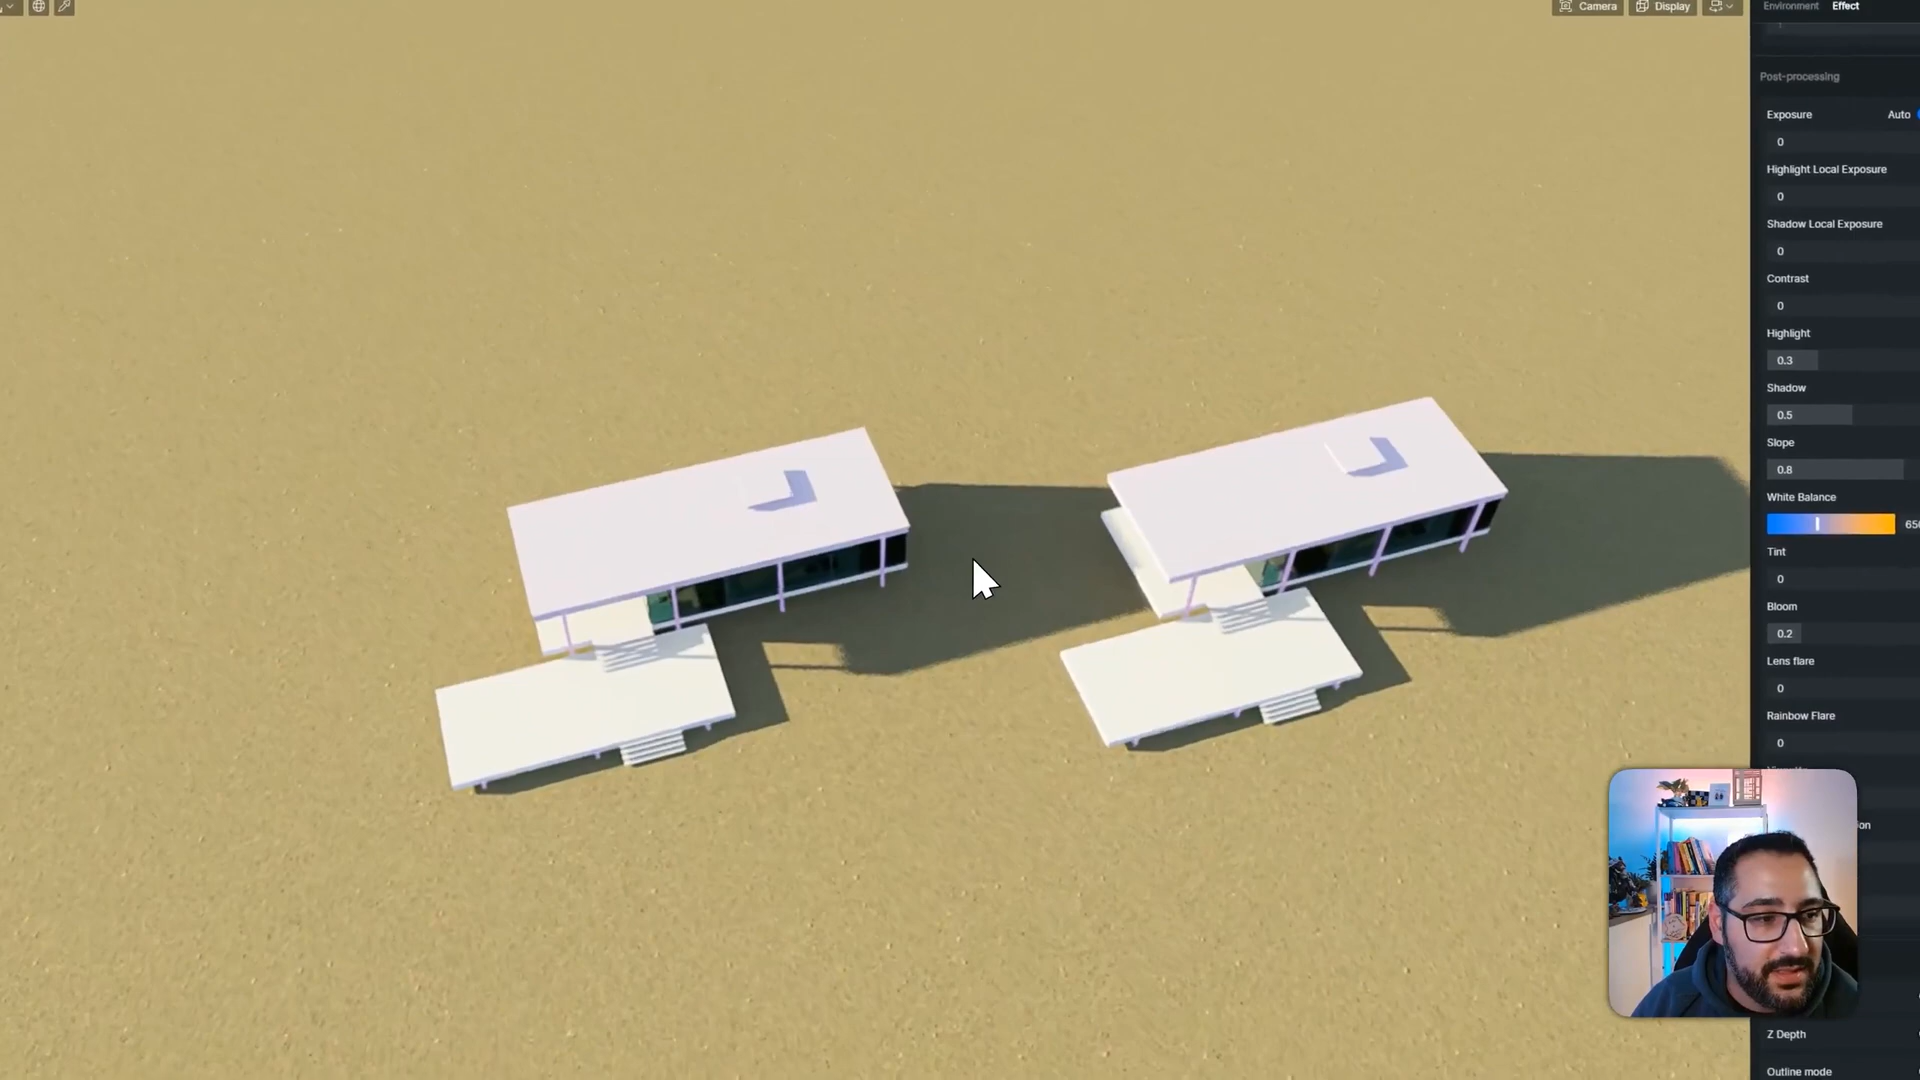 Camera
Display
Environment
Effect
Post-processing
Exposure
Auto
0
Highlight Local Exposure
0
Shadow Local Exposure
0
Contrast
0
Highlight
0.3
Shadow
0.5
Slope
0.8
White Balance
650
Tint
0
Bloom
0.2
Lens flare
0
Rainbow Flare
0
ion
Z Depth
Outline mode